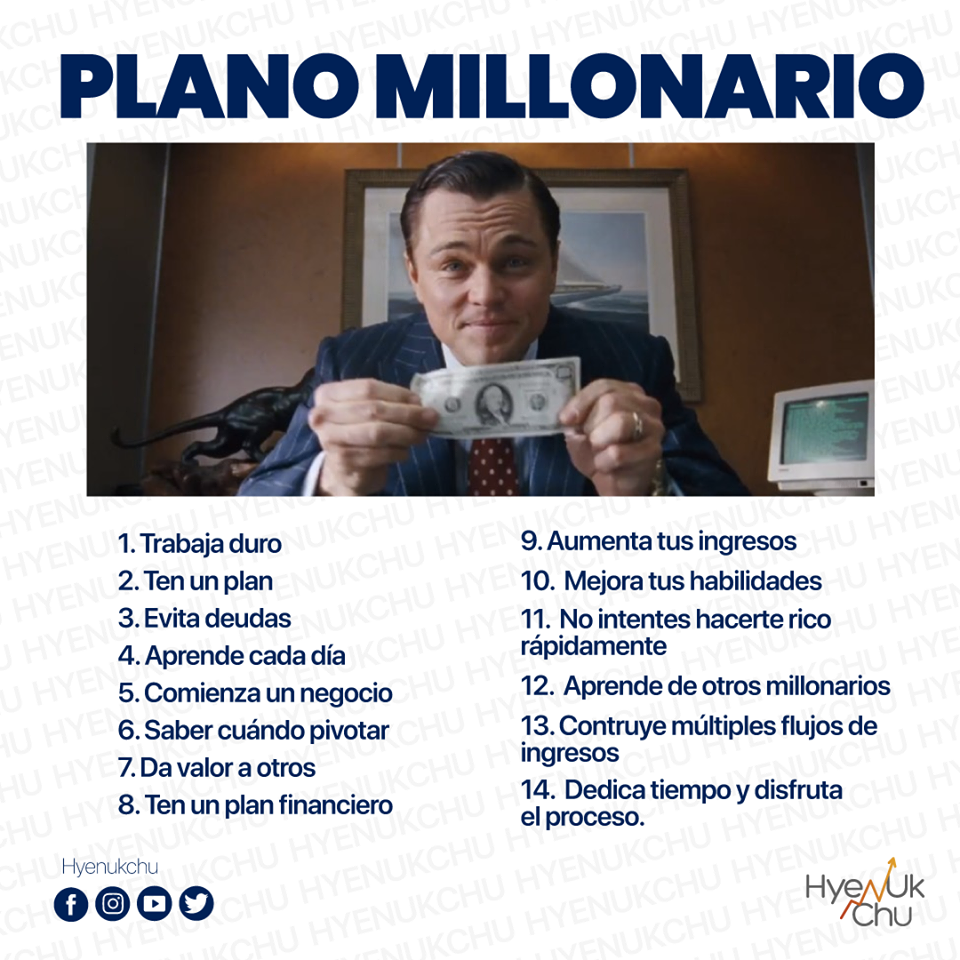 PLANO MILLONARIO
1. Trabaja duro
2. Ten un plan
3. Evita deudas
4. Aprende cada día
5. Comienza un negocio
6. Saber cuándo pivotar
7. Da valor a otros
8. Ten un plan financiero
9. Aumenta tus ingresos
10. Mejora tus habilidades
11. No intentes hacerte rico
rápidamente
12. Aprende de otros millonarios
13. Contruye múltiples flujos de
ingresos
14. Dedica tiempo y disfruta
el proceso.
Hyenukchu
HyeNUk
Chu
HYENUKCHU